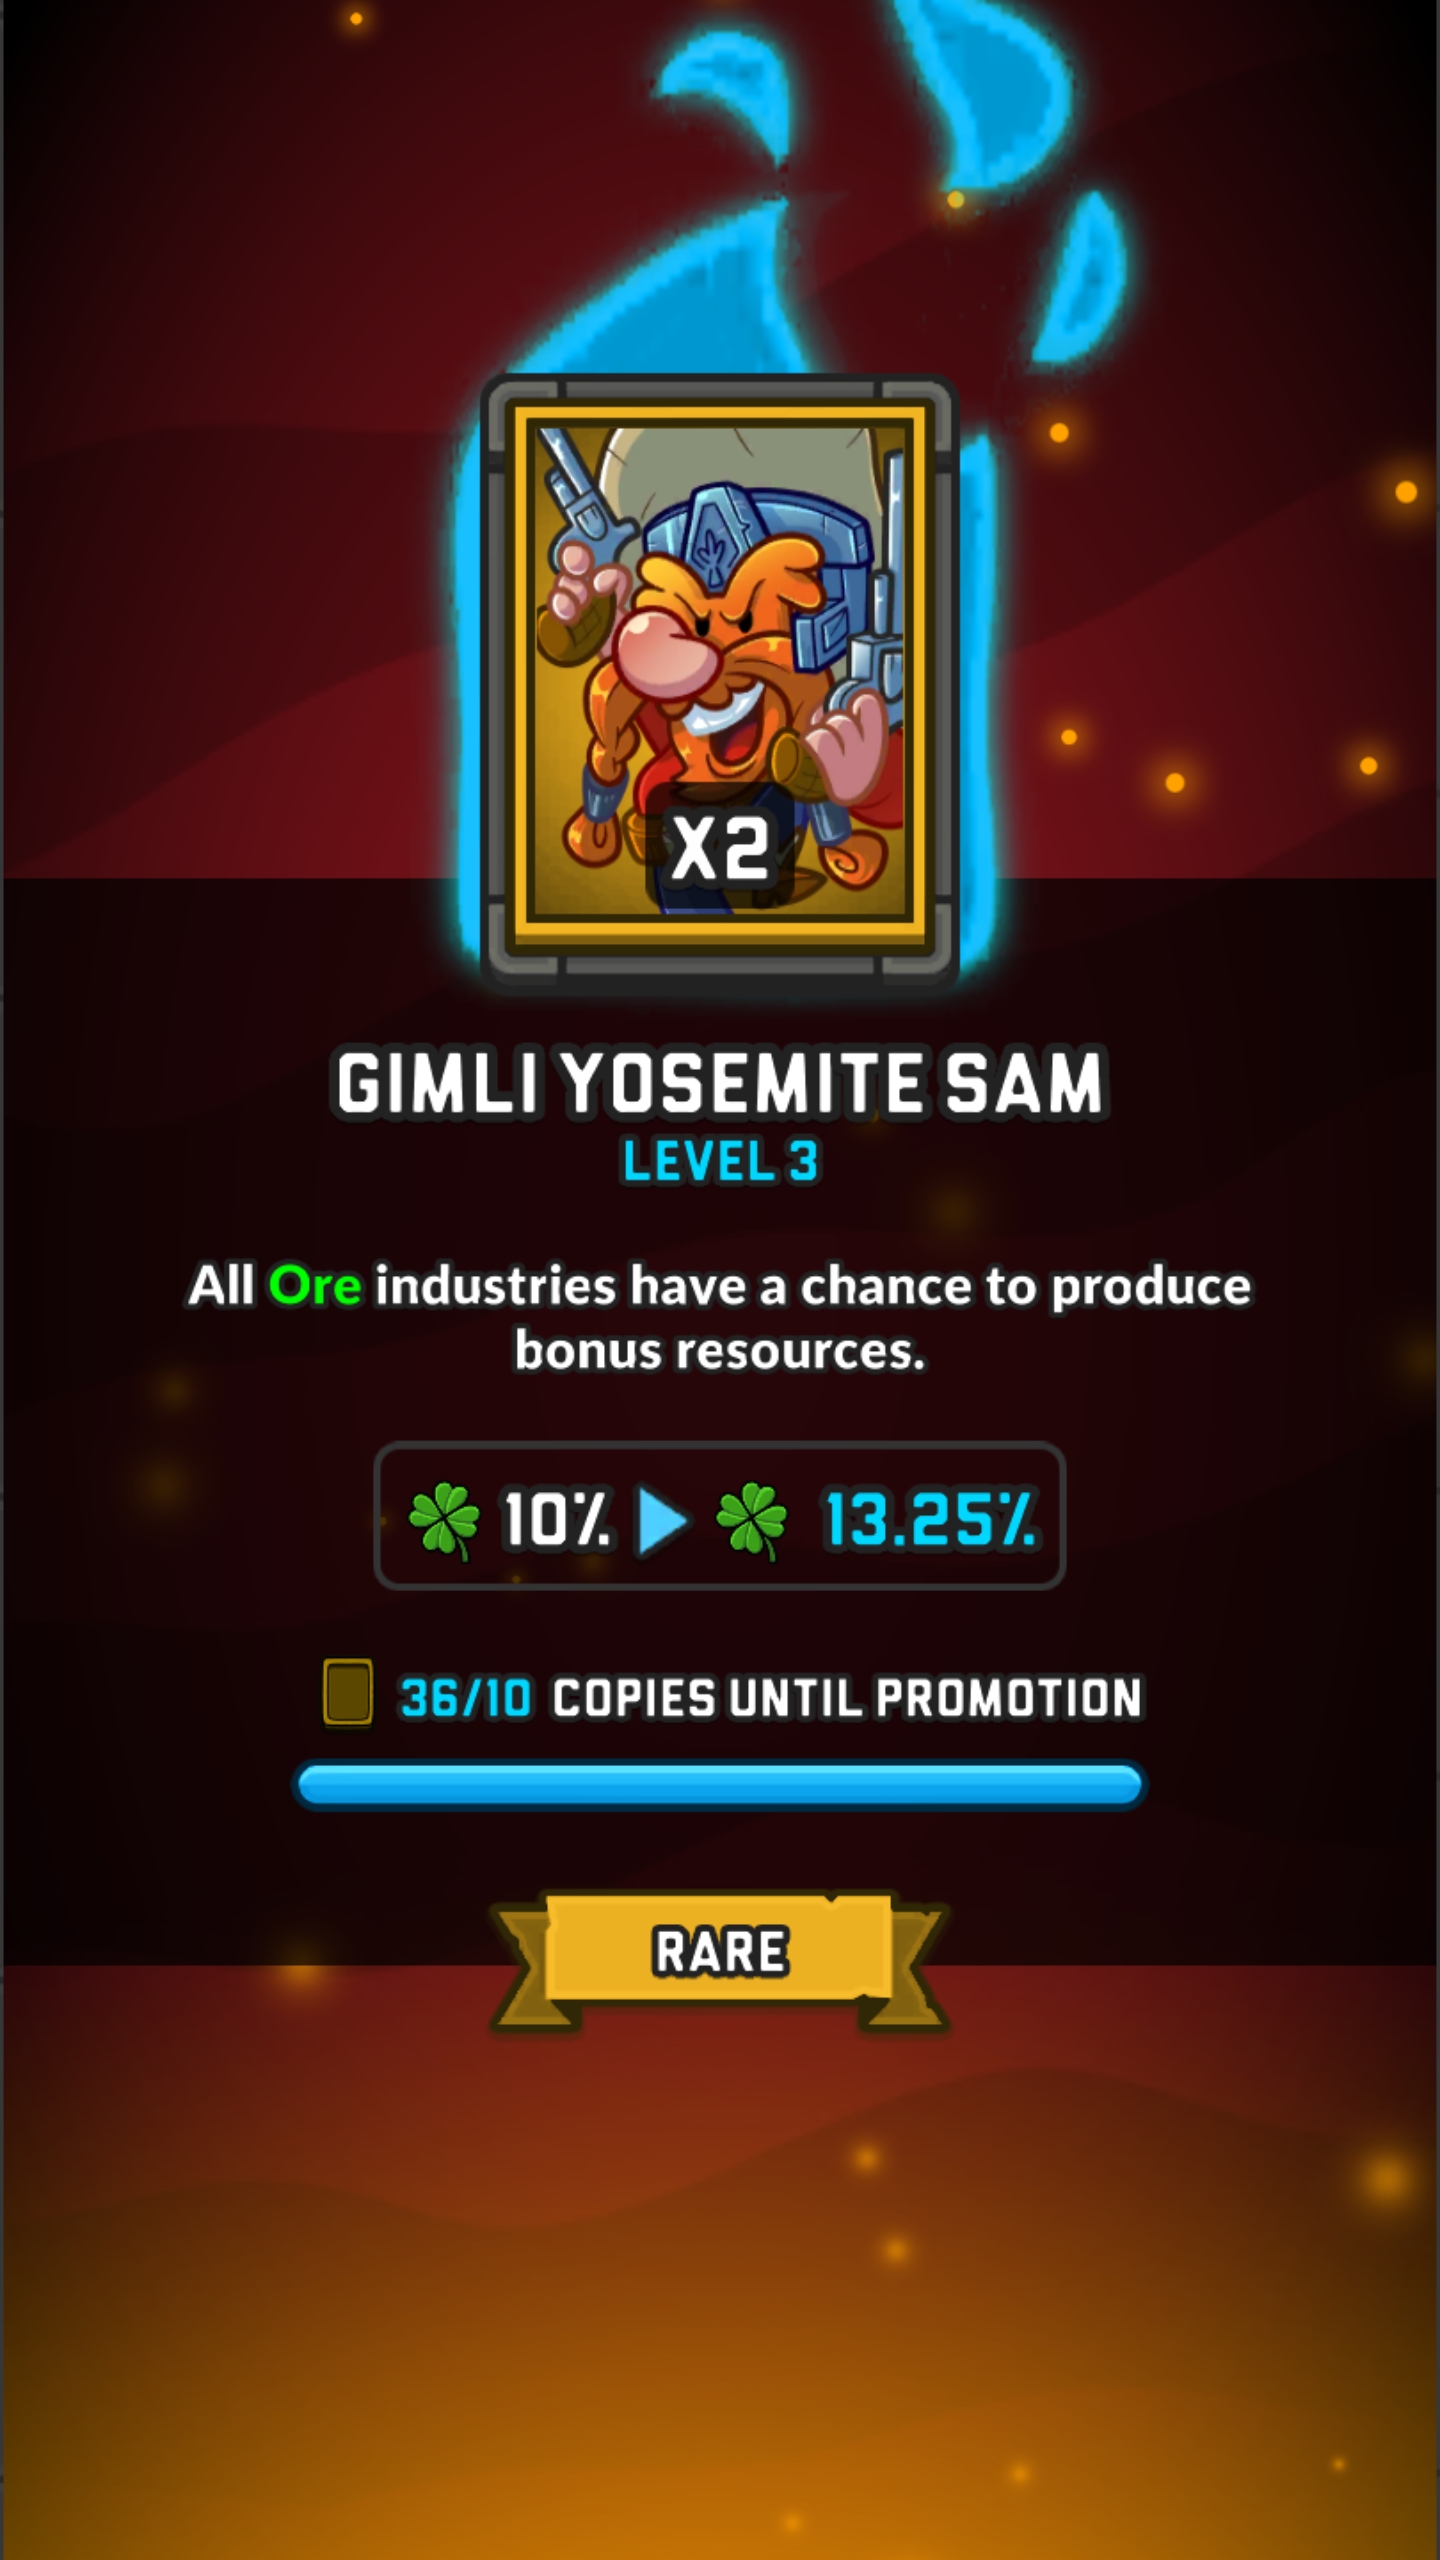 X2
GIMLI YOSEMITE SAM
LEVEL 3
All Ore industries have a chance to produce
bonus resources.
10% 13.25%
36/10 COPIES UNTIL PROMOTION
RARE